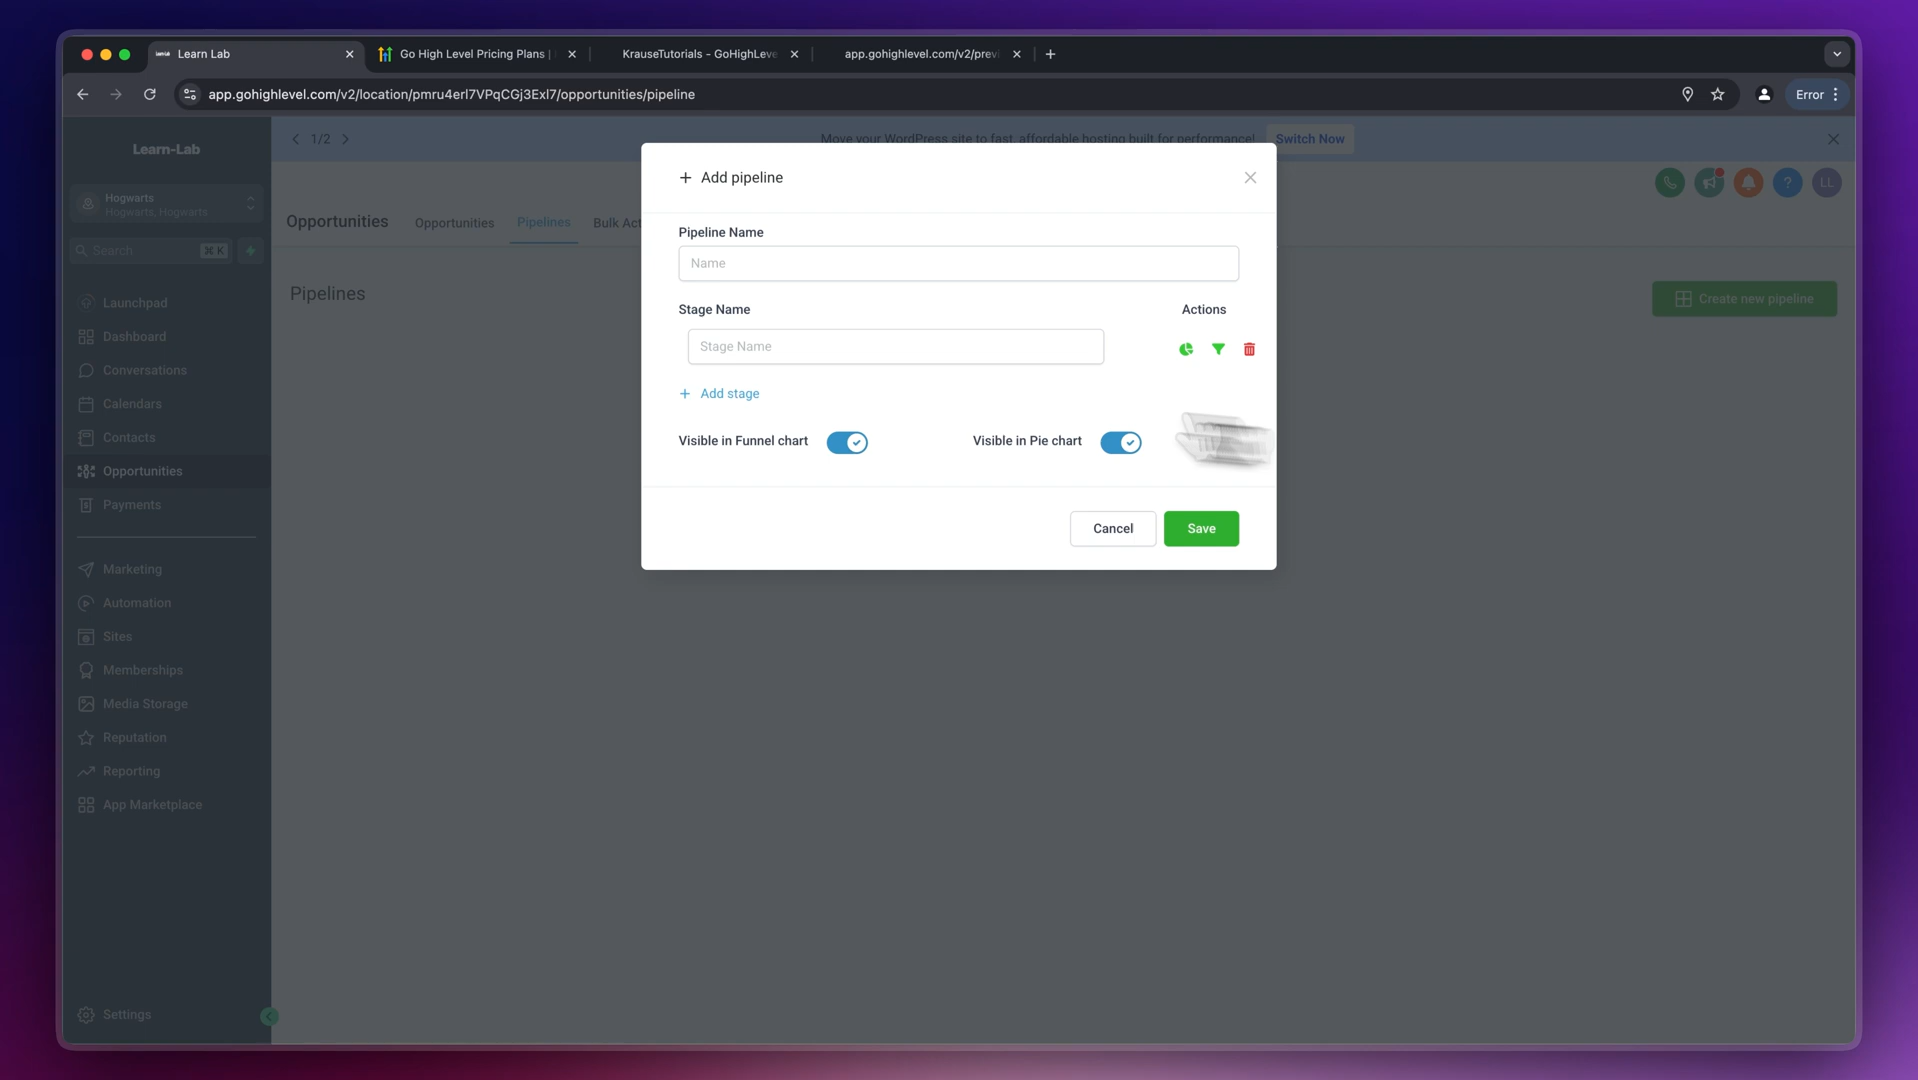 Learn Lab
Go High Level Pricing Plans |
KrauseTutorials - GoHighLeve
app.gohighlevel.com/v2/previ
app.gohighlevel.com/v2/location/pmru4erl7VPqCGj3Exl7/opportunities/pipeline
Error
Learn-Lab
1/2
Move your WordPress site to fast, affordable hosting built for performance!
Switch Now
Hogwarts
Hogwarts, Hogwarts
Search
⌘ K
Opportunities
Opportunities
Pipelines
Bulk Act
LL
Pipelines
Create new pipeline
Launchpad
Dashboard
Conversations
Calendars
Contacts
Opportunities
Payments
Marketing
Automation
Sites
Memberships
Media Storage
Reputation
Reporting
App Marketplace
Settings
+ Add pipeline
Pipeline Name
Name
Stage Name
Actions
Stage Name
+ Add stage
Visible in Funnel chart
Visible in Pie chart
Cancel
Save